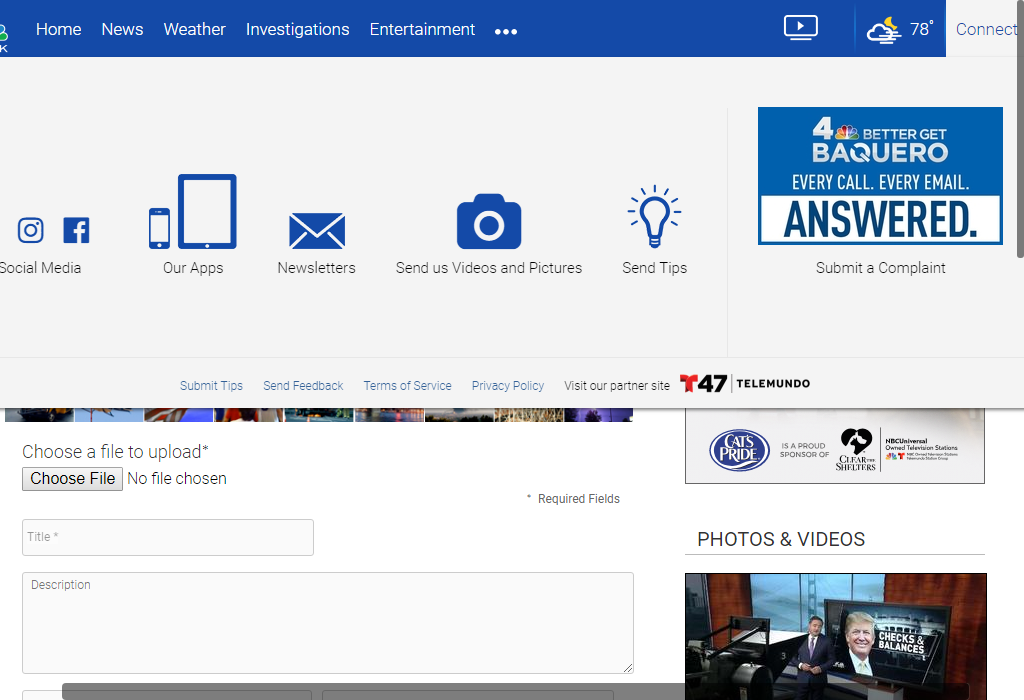 K
Home News Weather Investigations Entertainment
78°
Connect
4 BETTER GET
BAQUERO
EVERY CALL. EVERY EMAIL.
ANSWERED.
Social Media
Our Apps
Newsletters
Send us Videos and Pictures
Send Tips
Submit a Complaint
Submit Tips Send Feedback Terms of Service Privacy Policy Visit our partner site T47 TELEMUNDO
Choose a file to upload*
Choose File No file chosen
* Required Fields
Title *
Description
CAT'S
PRIDE
IS A PROUD
SPONSOR OF
CLEAR THE
SHELTERS
NBCUniversal
Owned Television Stations
PHOTOS & VIDEOS
CHECKS &
BALANCES